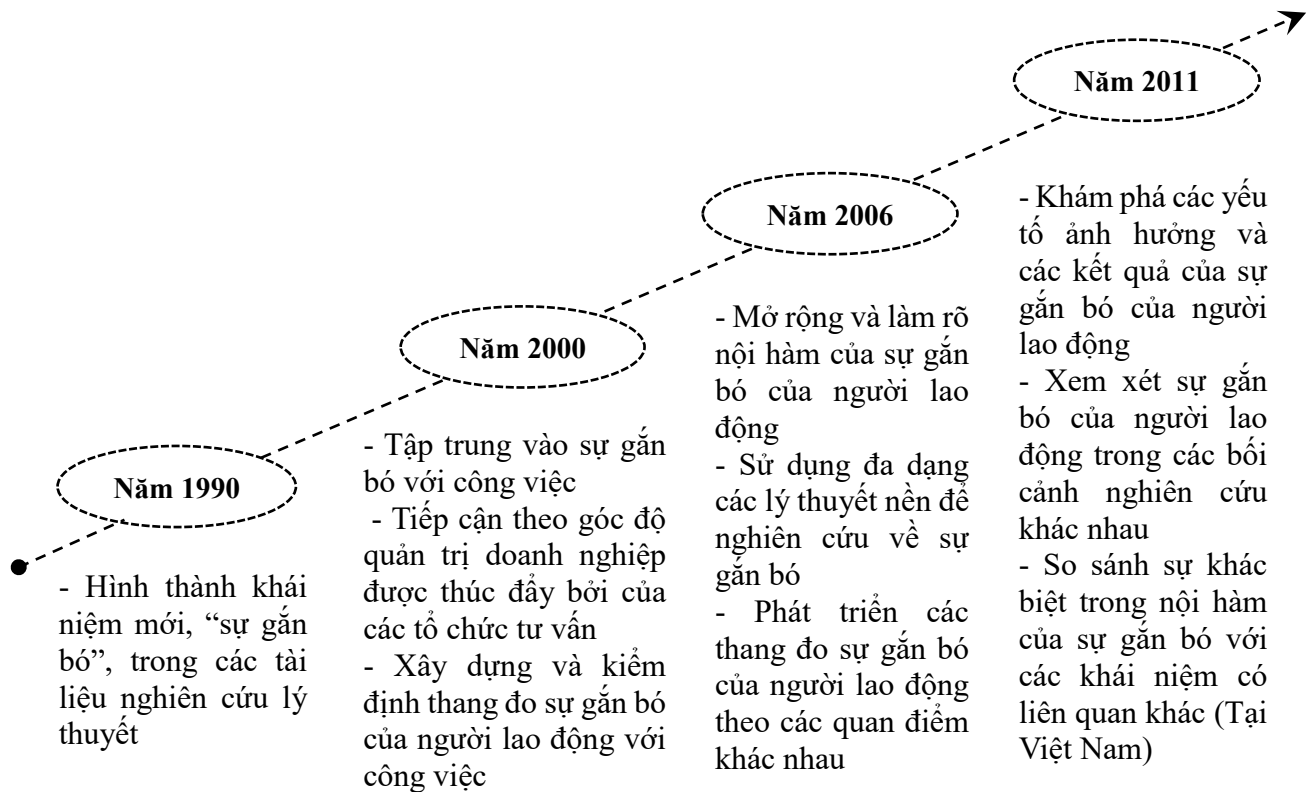 Năm 1990
- Hình thành khái
niệm mới, “sự gắn
bó”, trong các tài
liệu nghiên cứu lý
thuyết
Năm 2000
- Tập trung vào sự gắn
bó với công việc
- Tiếp cận theo góc độ
quản trị doanh nghiệp
được thúc đẩy bởi của
các tổ chức tư vấn
- Xây dựng và kiểm
định thang đo sự gắn bó
của người lao động với
công việc
Năm 2006
- Mở rộng và làm rõ
nội hàm của sự gắn
bó của người lao
động
- Sử dụng đa dạng
các lý thuyết nền để
nghiên cứu về sự
gắn bó
- Phát triển các
thang đo sự gắn bó
của người lao động
theo các quan điểm
khác nhau
Năm 2011
- Khám phá các yếu
tố ảnh hưởng và
các kết quả của sự
gắn bó của người
lao động
- Xem xét sự gắn
bó của người lao
động trong các bối
cảnh nghiên cứu
khác nhau
- So sánh sự khác
biệt trong nội hàm
của sự gắn bó với
các khái niệm có
liên quan khác (Tại
Việt Nam)